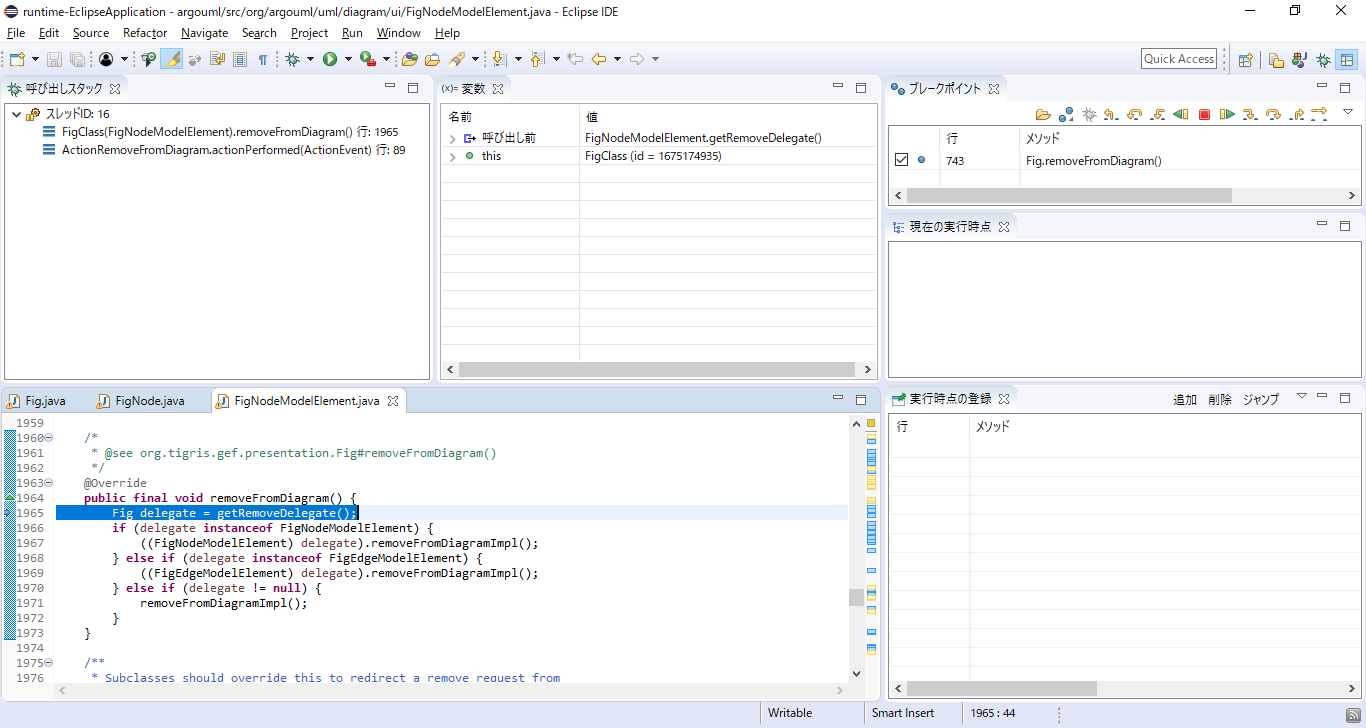 runtime-EclipseApplication - argouml/src/org/argouml/uml/diagram/ui/FigNodeModelElement.java - Eclipse IDE
File Edit Source Refactor Navigate Search Project Run Window Help
Quick Access
呼び出しスタック
スレッドID: 16
FigClass(FigNodeModelElement).removeFromDiagram() 行: 1965
ActionRemoveFromDiagram.actionPerformed(ActionEvent) 行: 89
(x)= 変数
名前 値
呼び出し前 FigNodeModelElement.getRemoveDelegate()
this FigClass (id = 1675174935)
ブレークポイント
行 メソッド
743 Fig.removeFromDiagram()
現在の実行時点
Fig.java FigNode.java FigNodeModelElement.java
1959
1960 /*
1961 * @see org.tigris.gef.presentation.Fig#removeFromDiagram()
1962 */
1963 @Override
1964 public final void removeFromDiagram() {
1965 Fig delegate = getRemoveDelegate();
1966 if (delegate instanceof FigNodeModelElement) {
1967 ((FigNodeModelElement) delegate).removeFromDiagramImpl();
1968 } else if (delegate instanceof FigEdgeModelElement) {
1969 ((FigEdgeModelElement) delegate).removeFromDiagramImpl();
1970 } else if (delegate != null) {
1971 removeFromDiagramImpl();
1972 }
1973 }
1974
1975 /**
1976 * Subclasses should override this to redirect a remove request from
実行時点の登録 追加 削除 ジャンプ
行 メソッド
Writable Smart Insert 1965 : 44